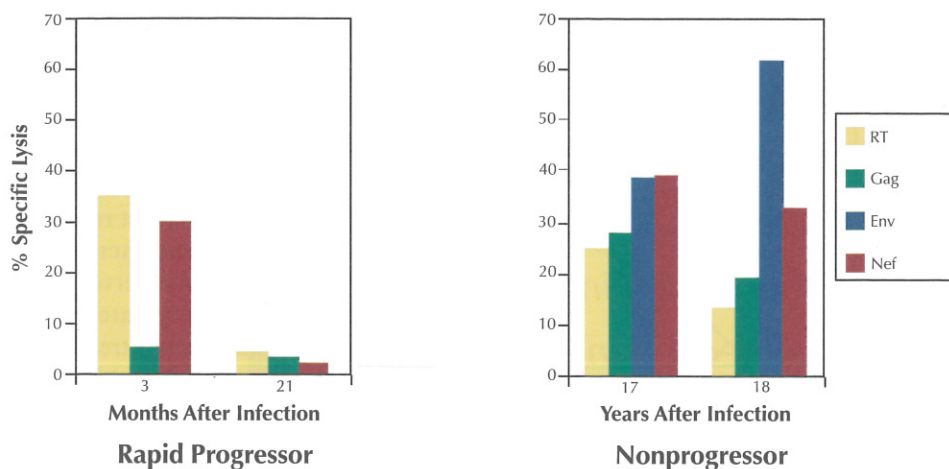 % Specific Lysis
70
60
50
40
30
20
10
0
3
21
Months After Infection
Rapid Progressor
70
60
50
40
30
20
10
0
17
18
Years After Infection
Nonprogressor
RT
Gag
Env
Nef